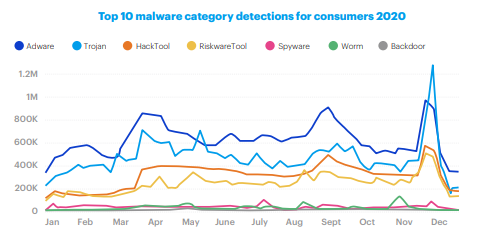 Top 10 malware category detections for consumers 2020
Adware Trojan HackTool RiskwareTool Spyware Worm Backdoor
1.2M
1M
800K
600K
400K
200K
0
Jan Feb Mar Apr May June July Aug Sept Oct Nov Dec